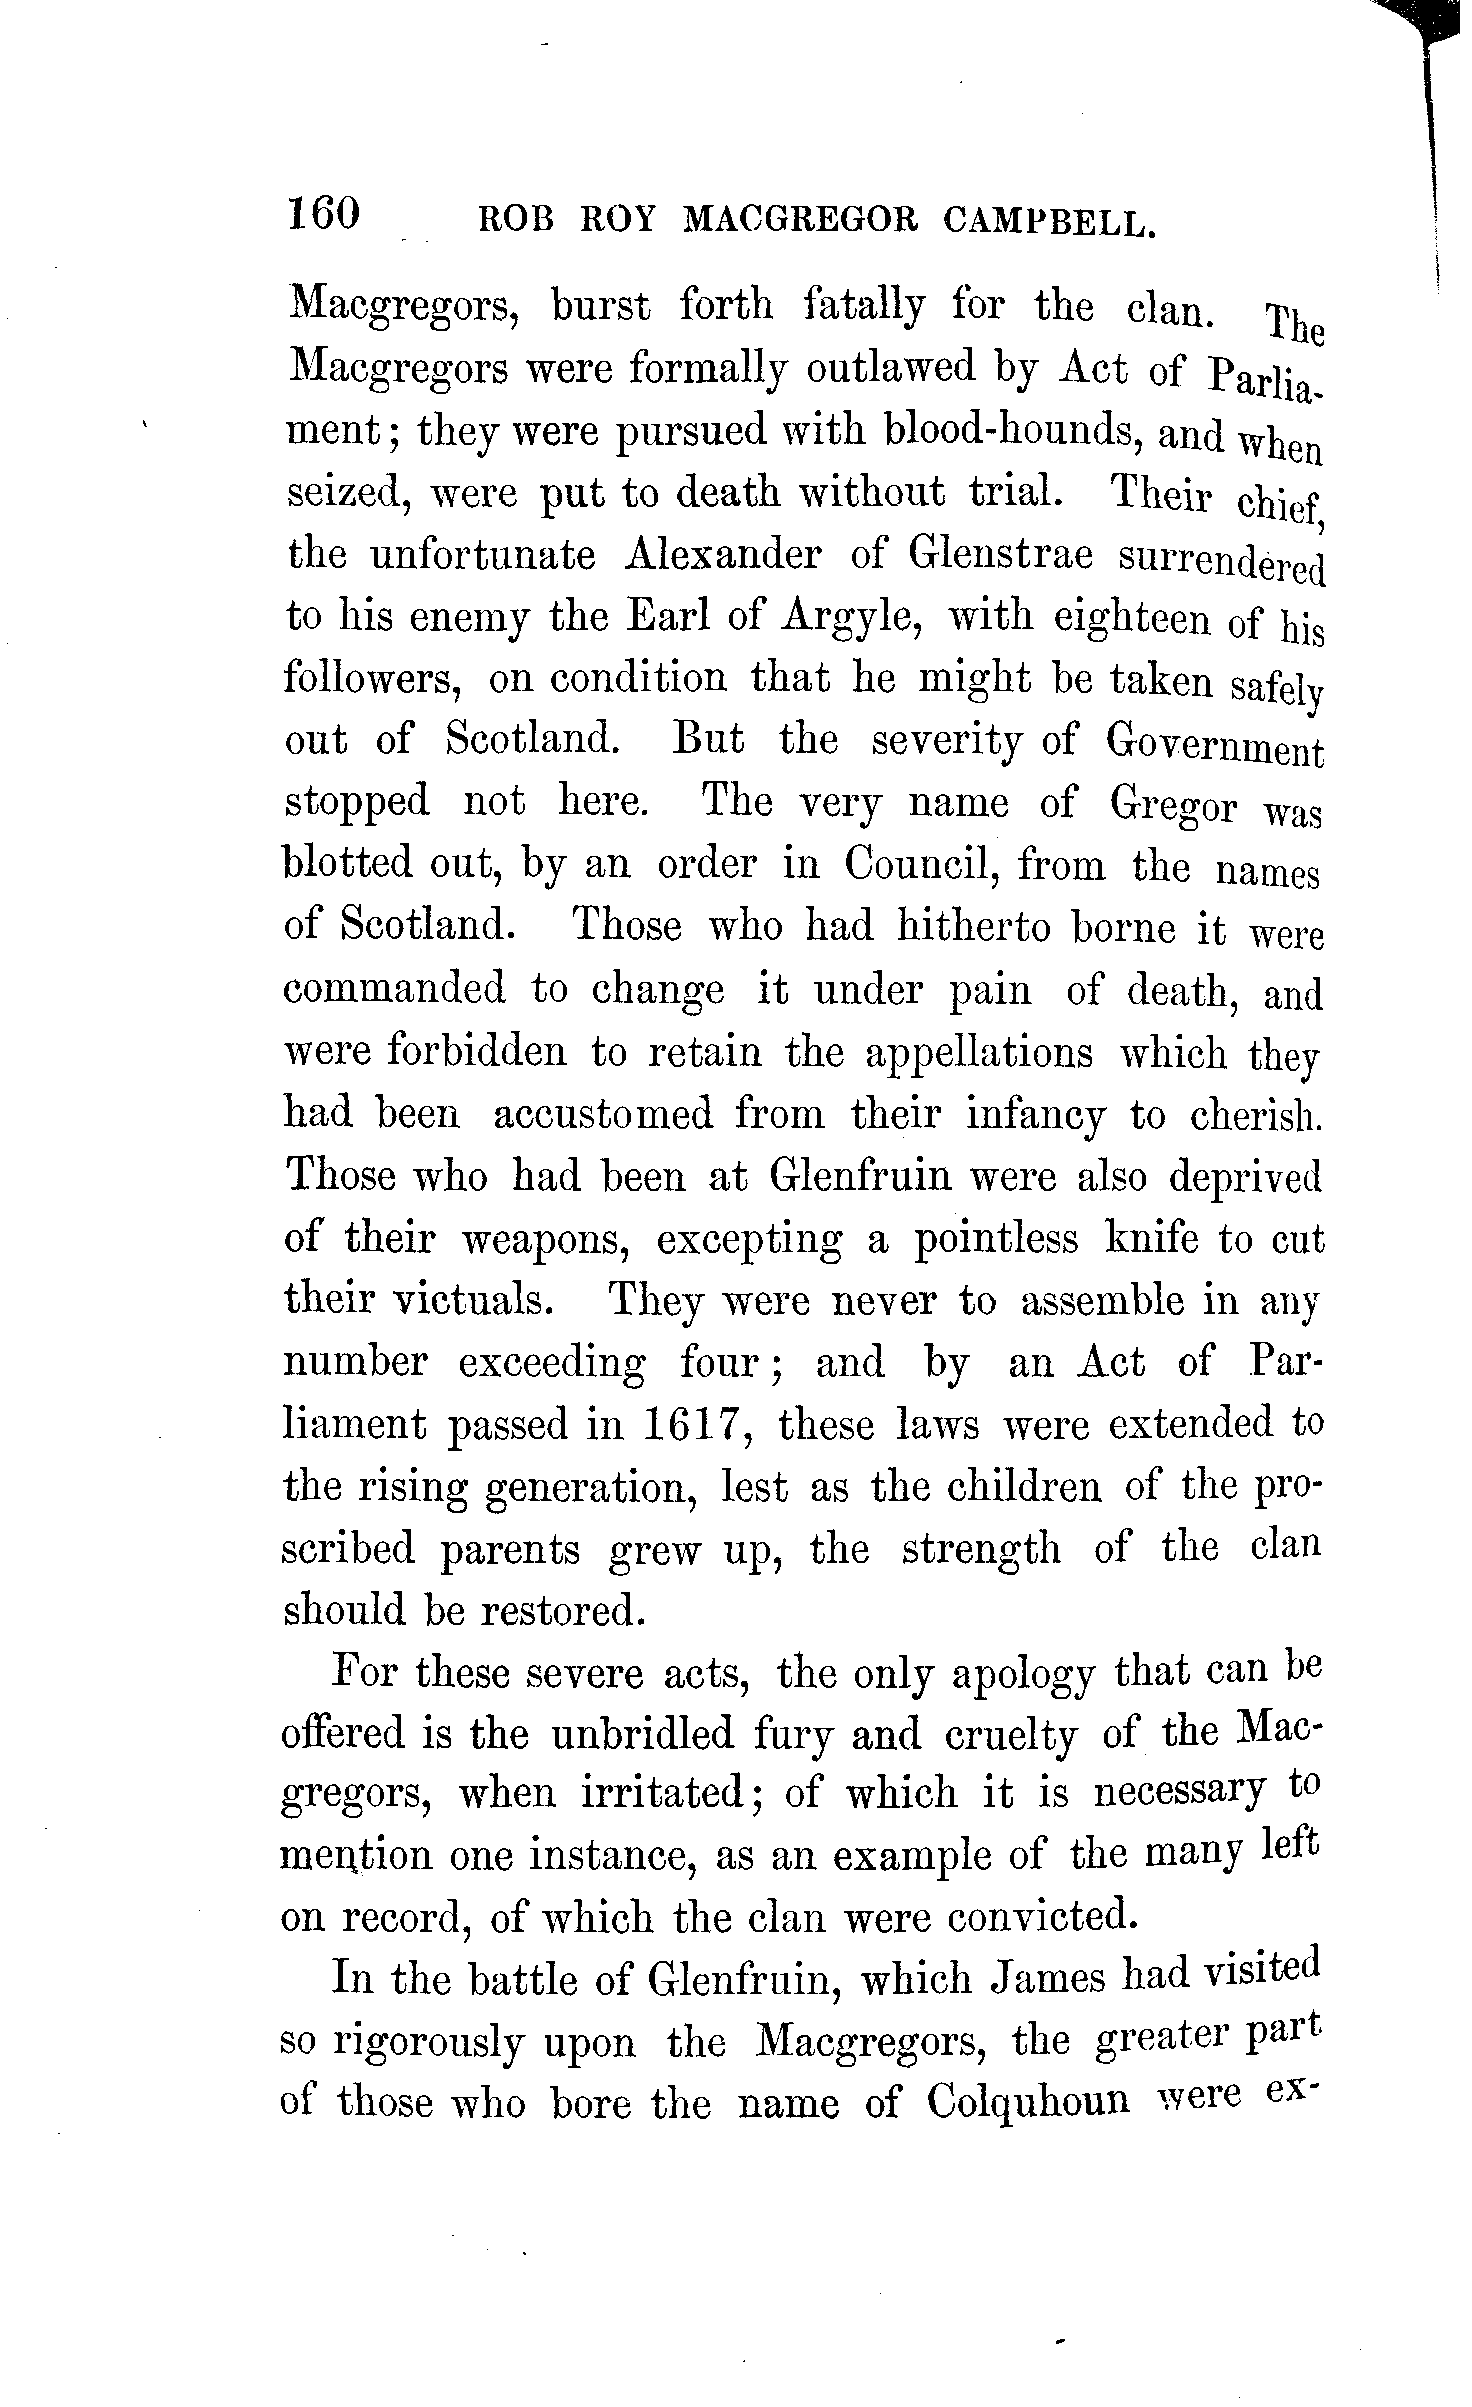 160 ROB ROY MACGREGOR CAMPBELL.
Macgregors, burst forth fatally for the clan. The
Macgregors were formally outlawed by Act of Parlia-
ment; they were pursued with blood-hounds, and when
seized, were put to death without trial. Their chief,
the unfortunate Alexander of Glenstrae surrendered
to his enemy the Earl of Argyle, with eighteen of his
followers, on condition that he might be taken safely
out of Scotland. But the severity of Government
stopped not here. The very name of Gregor was
blotted out, by an order in Council, from the names
of Scotland. Those who had hitherto borne it were
commanded to change it under pain of death, and
were forbidden to retain the appellations which they
had been accustomed from their infancy to cherish.
Those who had been at Glenfruin were also deprived
of their weapons, excepting a pointless knife to cut
their victuals. They were never to assemble in any
number exceeding four; and by an Act of Par-
liament passed in 1617, these laws were extended to
the rising generation, lest as the children of the pro-
scribed parents grew up, the strength of the clan
should be restored.
For these severe acts, the only apology that can be
offered is the unbridled fury and cruelty of the Mac-
gregors, when irritated; of which it is necessary to
mention one instance, as an example of the many left
on record, of which the clan were convicted.
In the battle of Glenfruin, which James had visited
so rigorously upon the Macgregors, the greater part
of those who bore the name of Colquhoun were ex-